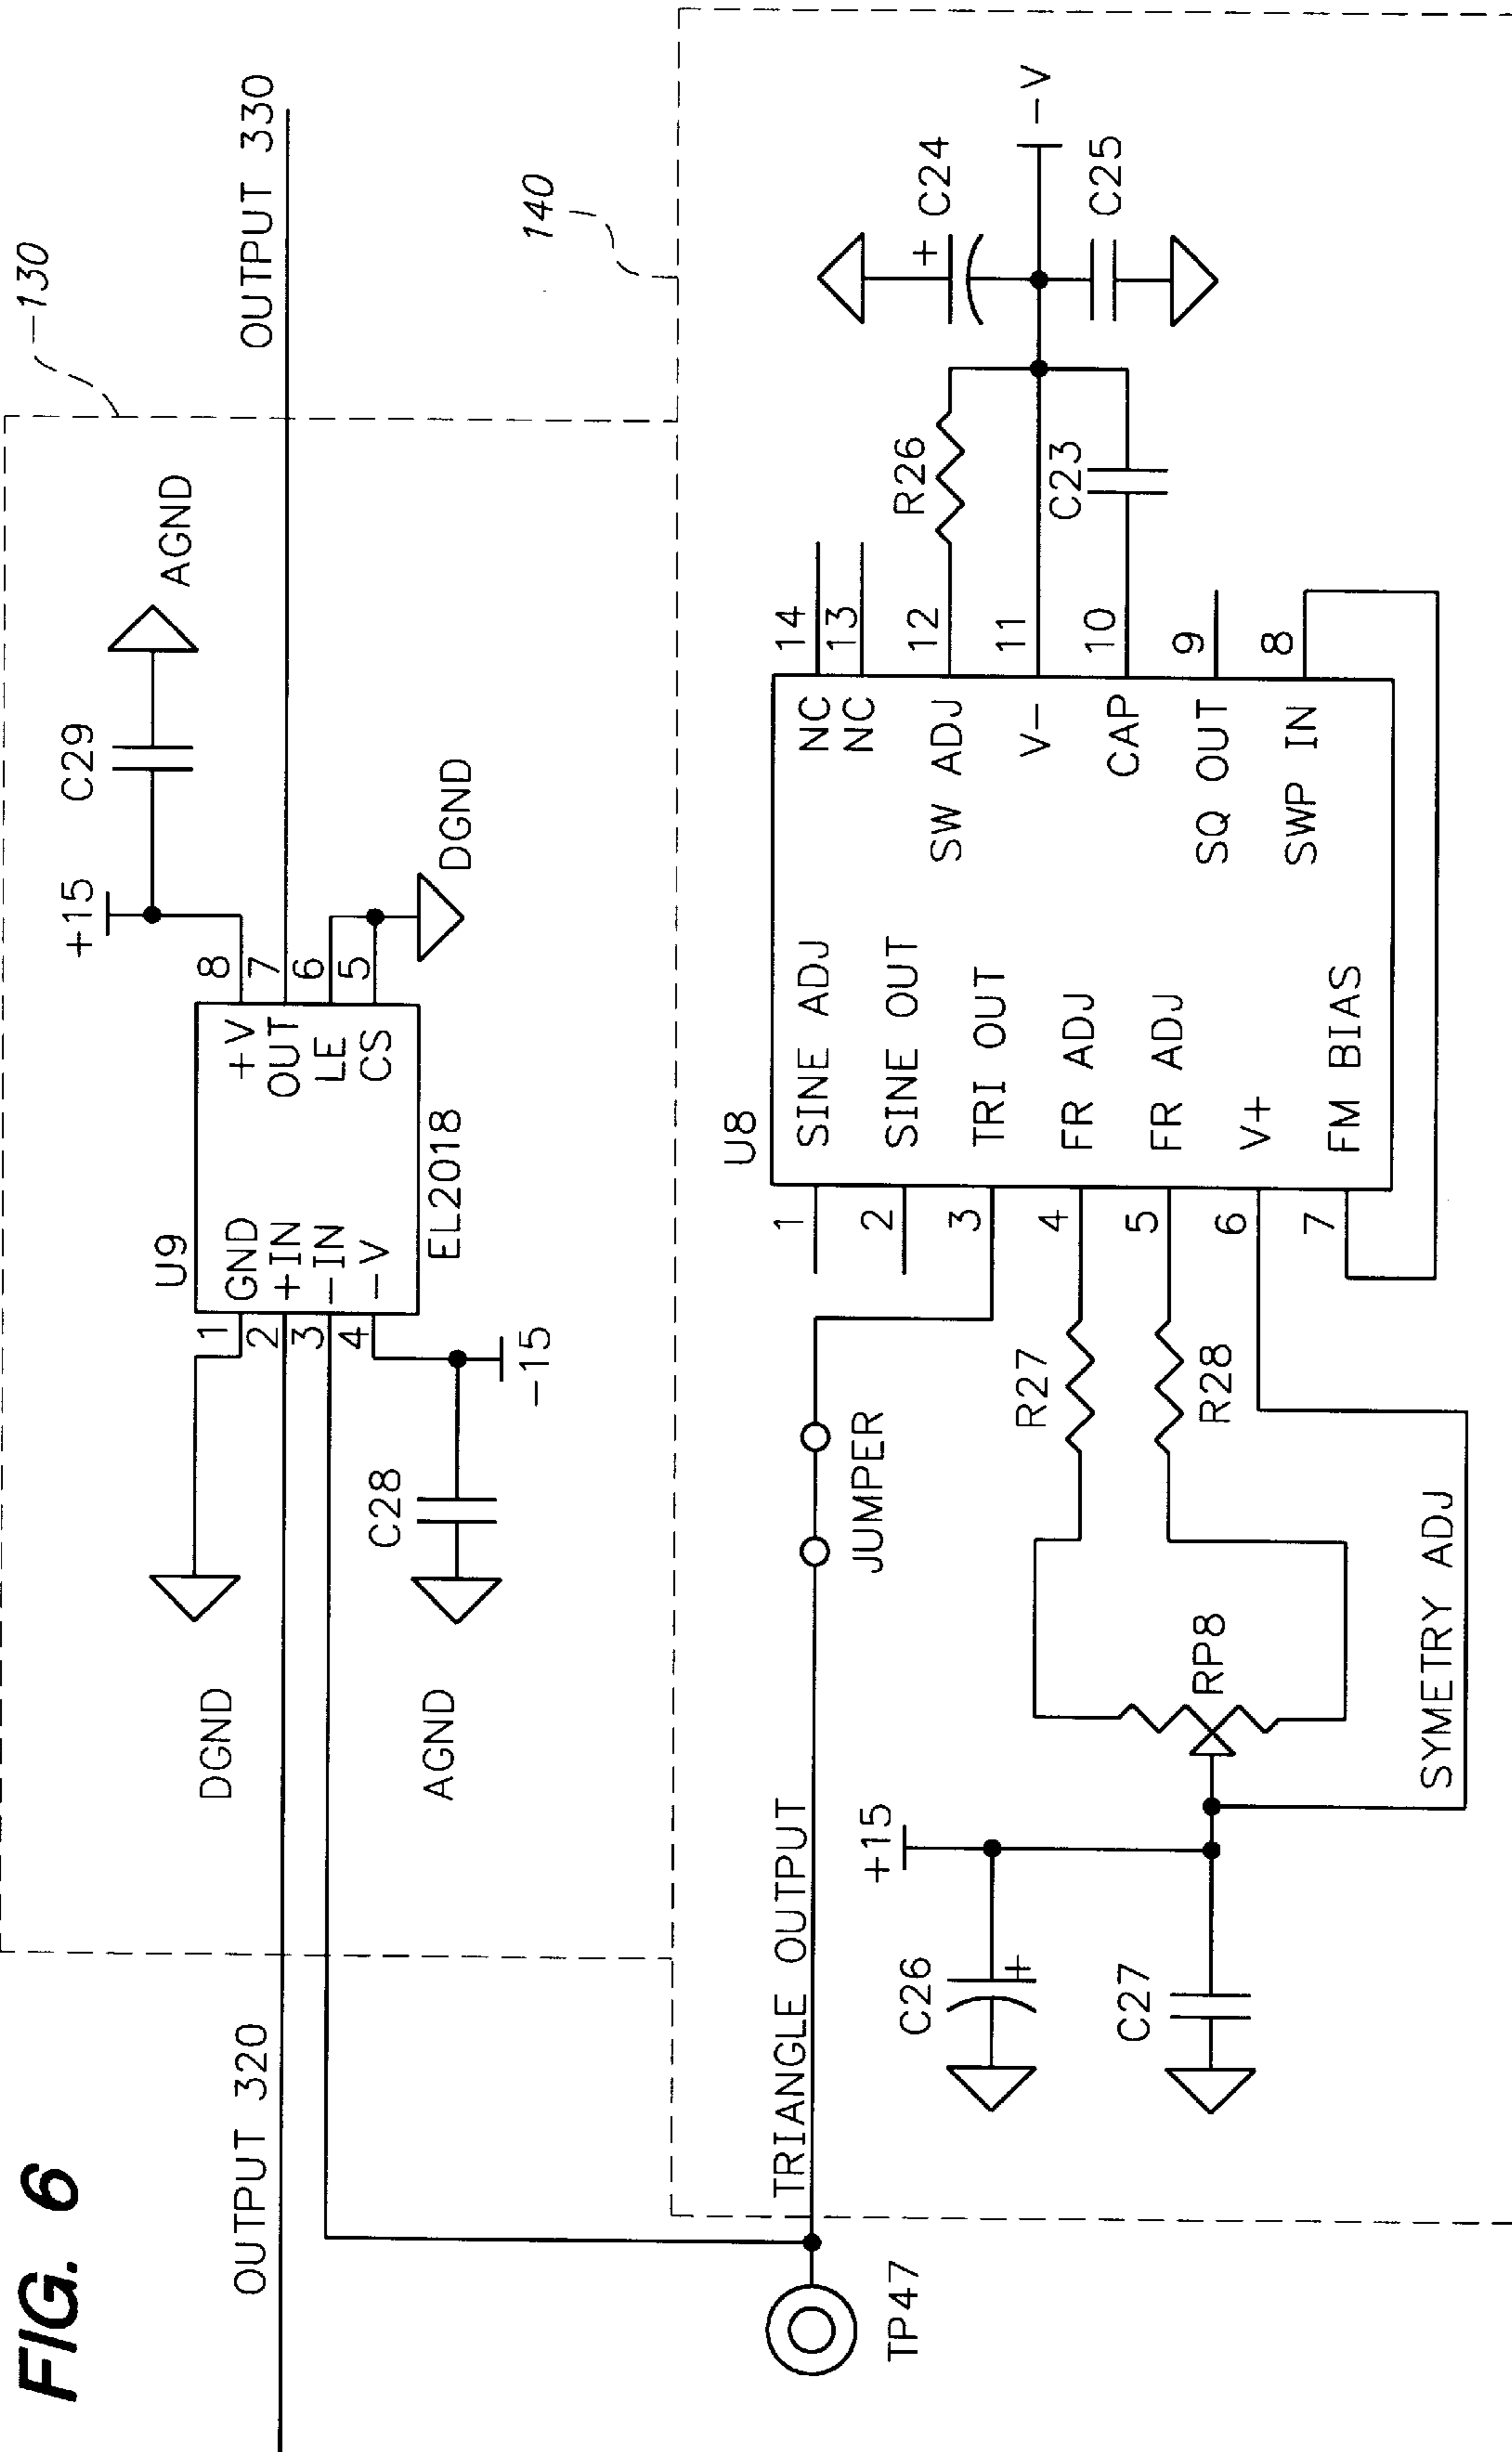 FIG. 6
130
OUTPUT 320
OUTPUT 330
DGND
AGND
U9
1 GND
2 +IN
3 -IN
4 -V
+V 8
OUT 7
LE 6
CS 5
EL2018
C28
-15
+15
C29
AGND
DGND
140
TP47
TRIANGLE OUTPUT
JUMPER
U8
1 SINE ADJ
2 SINE OUT
3 TRI OUT
4 FR ADJ
5 FR ADJ
6 V+
7 FM BIAS
NC 14
NC 13
SW ADJ 12
V- 11
CAP 10
SQ OUT 9
SWP IN 8
+15
C26
+
C27
RP8
R27
R28
SYMETRY ADJ
R26
C23
+
C24
C25
-V